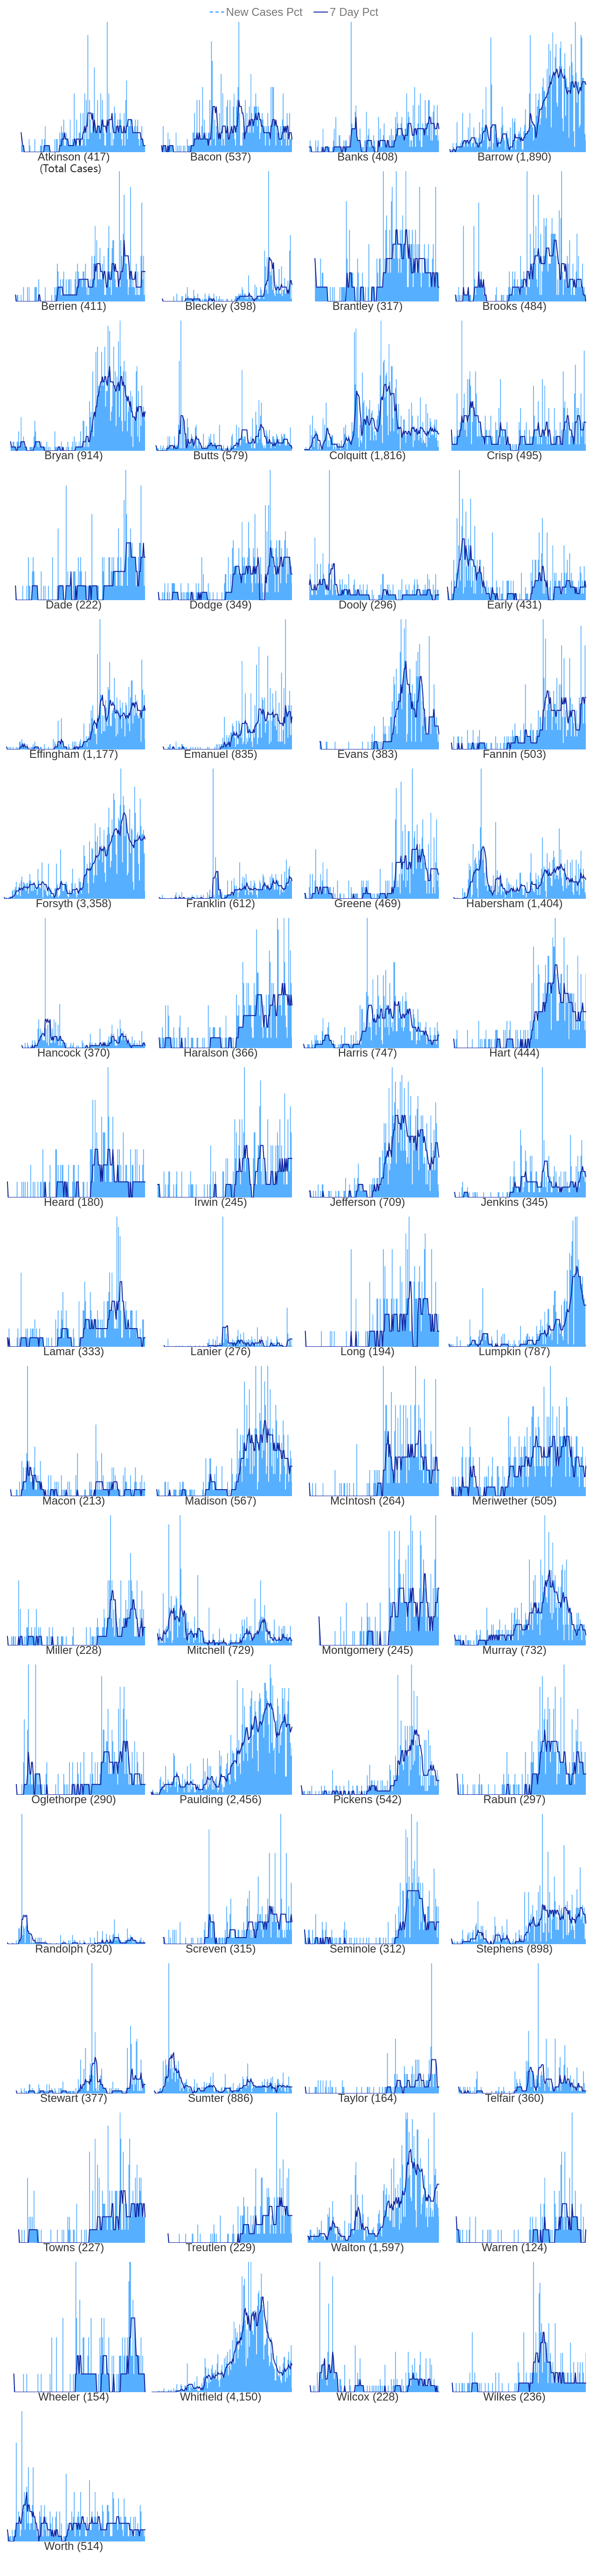 New Cases Pct 7 Day Pct
Atkinson (417) Bacon (537) Banks (408) Barrow (1,890)
(Total Cases)
Berrien (411) Bleckley (398) Brantley (317) Brooks (484)
Bryan (914) Butts (579) Colquitt (1,816) Crisp (495)
Dade (222) Dodge (349) Dooly (296) Early (431)
Effingham (1,177) Emanuel (835) Evans (383) Fannin (503)
Forsyth (3,358) Franklin (612) Greene (469) Habersham (1,404)
Hancock (370) Haralson (366) Harris (747) Hart (444)
Heard (180) Irwin (245) Jefferson (709) Jenkins (345)
Lamar (333) Lanier (276) Long (194) Lumpkin (787)
Macon (213) Madison (567) McIntosh (264) Meriwether (505)
Miller (228) Mitchell (729) Montgomery (245) Murray (732)
Oglethorpe (290) Paulding (2,456) Pickens (542) Rabun (297)
Randolph (320) Screven (315) Seminole (312) Stephens (898)
Stewart (377) Sumter (886) Taylor (164) Telfair (360)
Towns (227) Treutlen (229) Walton (1,597) Warren (124)
Wheeler (154) Whitfield (4,150) Wilcox (228) Wilkes (236)
Worth (514)